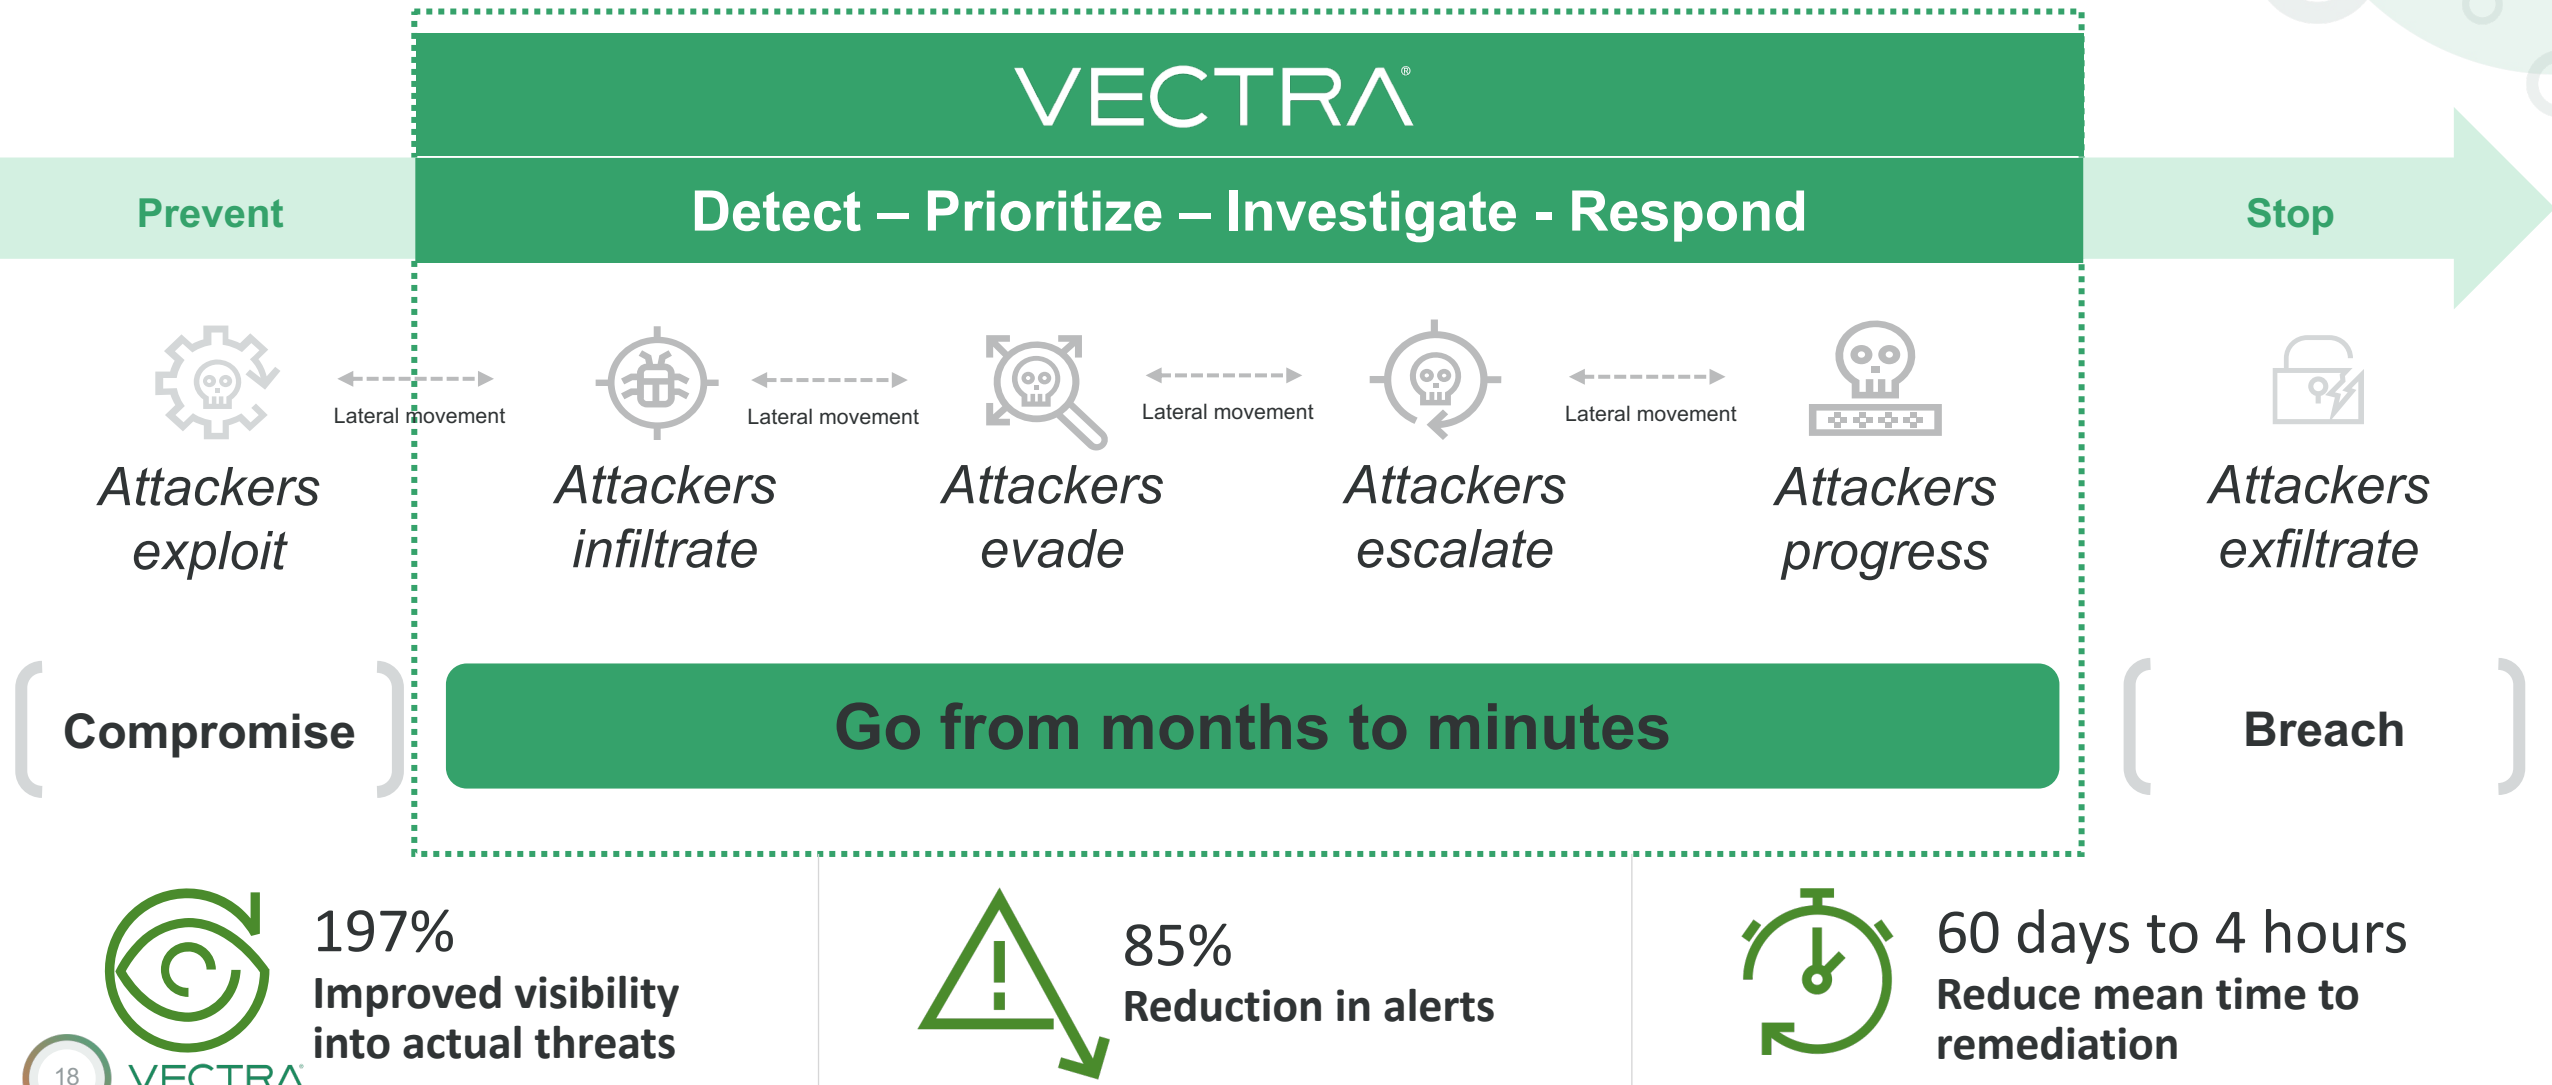 VECTRA®
Prevent
Detect – Prioritize – Investigate - Respond
Stop
Lateral movement
Lateral movement
Lateral movement
Lateral movement
Attackers
exploit
Attackers
infiltrate
Attackers
evade
Attackers
escalate
Attackers
progress
Attackers
exfiltrate
Compromise
Go from months to minutes
Breach
197%
Improved visibility
into actual threats
85%
Reduction in alerts
60 days to 4 hours
Reduce mean time to
remediation
18
VECTRA®